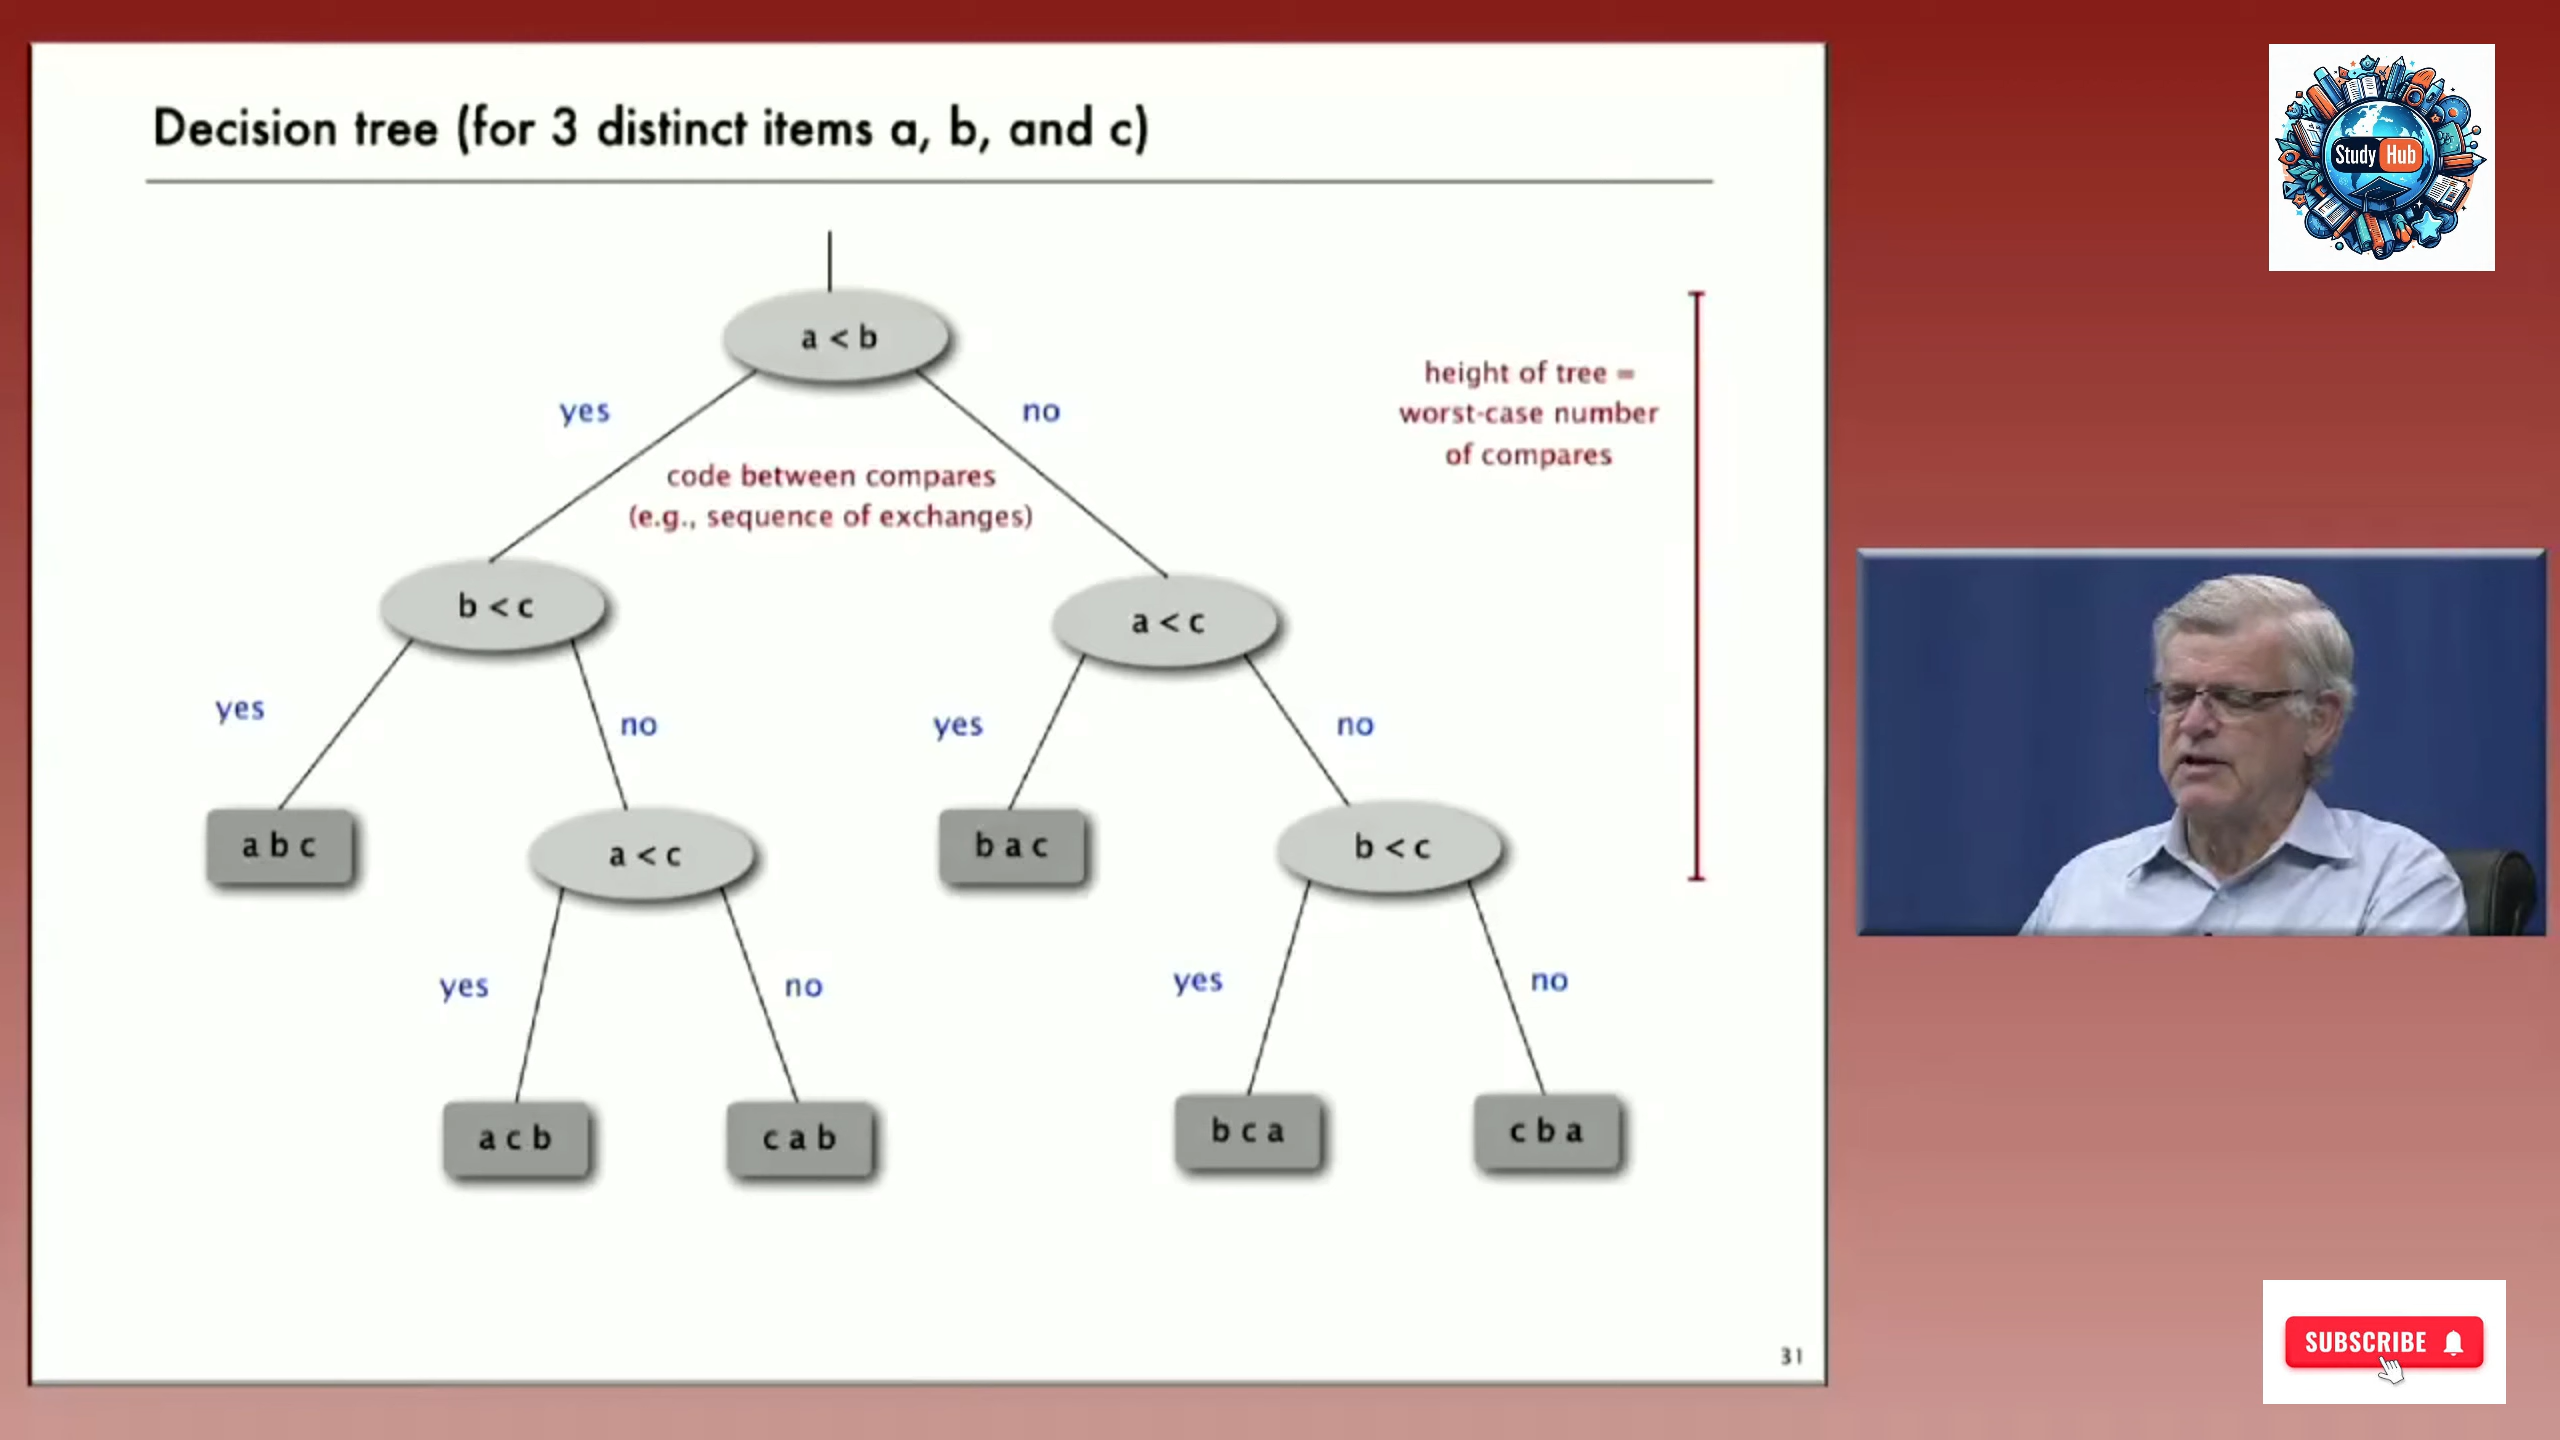 Decision tree (for 3 distinct items a, b, and c)
a < b
height of tree =
worst-case number
of compares
yes
no
code between compares
(e.g., sequence of exchanges)
b < c
a < c
yes
no
yes
no
a b c
a < c
b a c
b < c
yes
no
yes
no
a c b
c a b
b c a
c b a
31
Study Hub
SUBSCRIBE